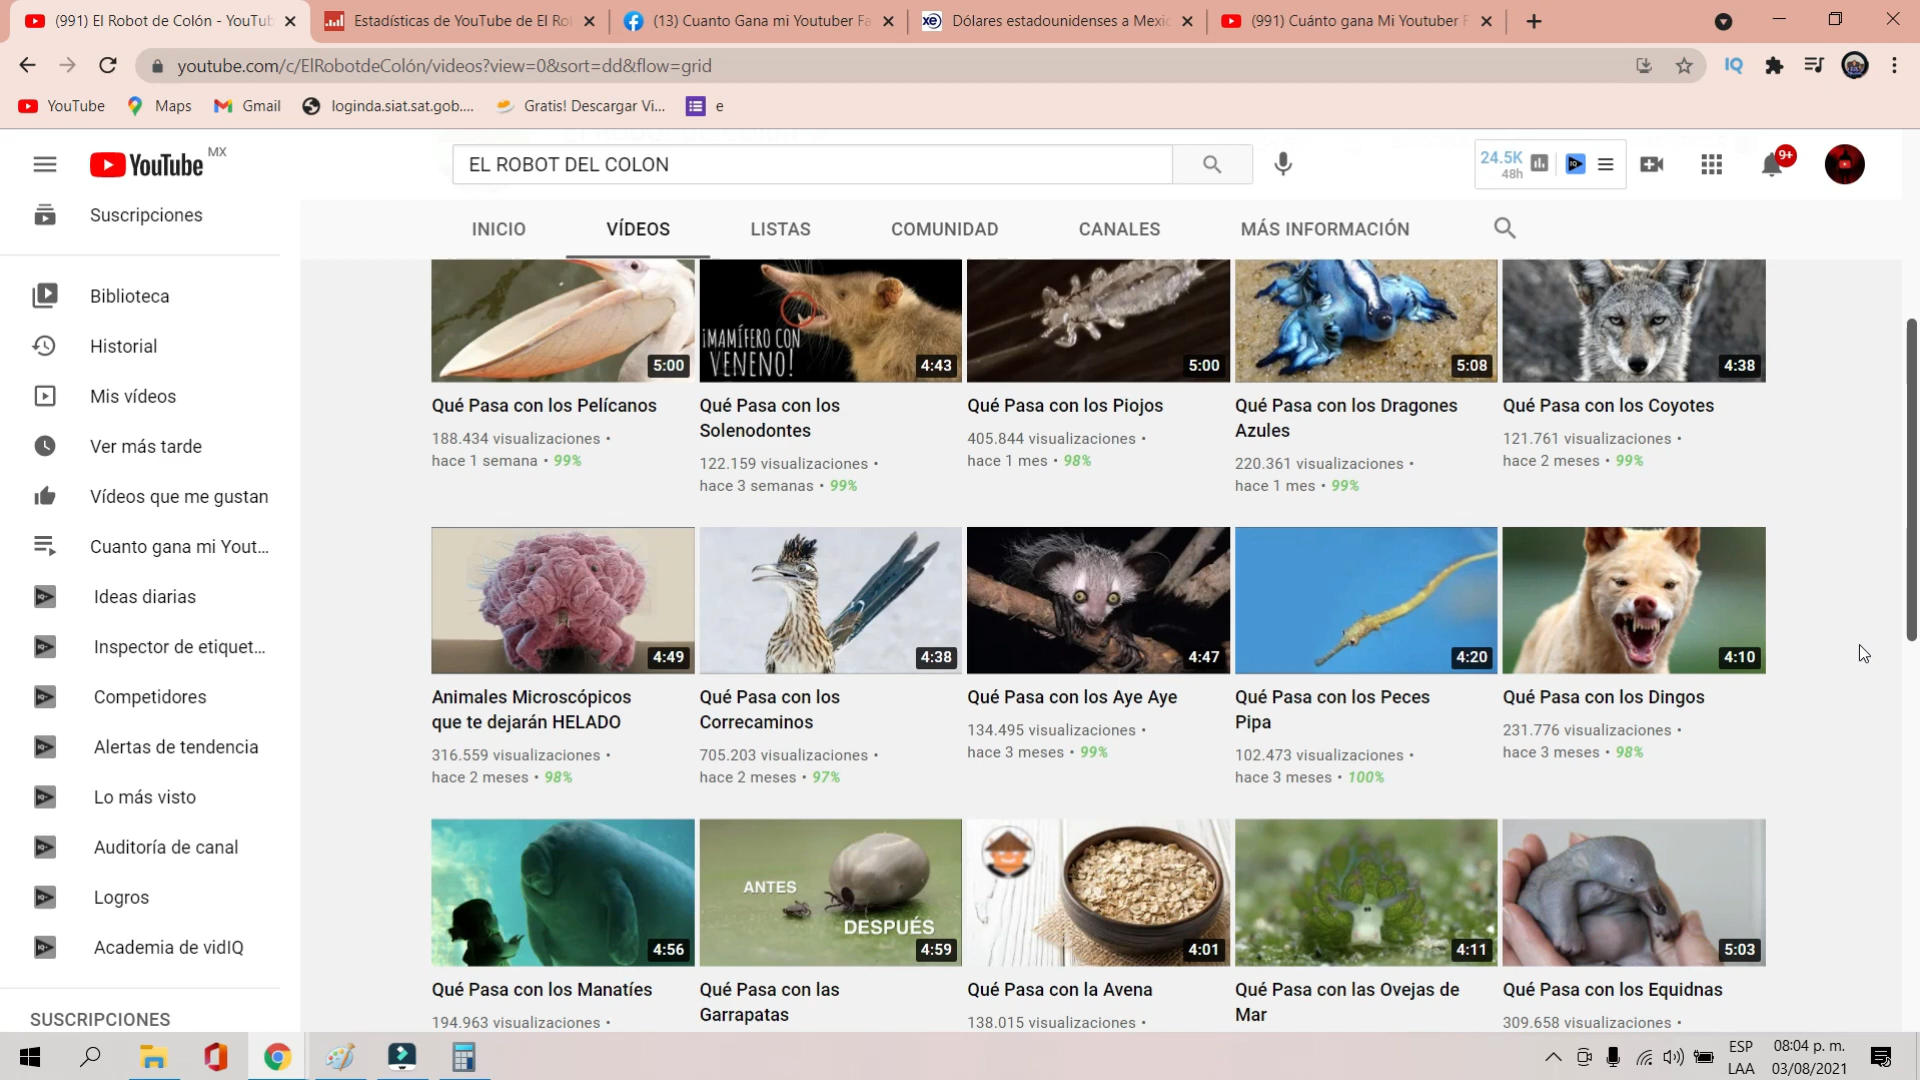 (991) El Robot de Colón - YouTub
Estadísticas de YouTube de El Ro
(13) Cuanto Gana mi Youtuber Fa
Dólares estadounidenses a Mexic
(991) Cuánto gana Mi Youtuber F
youtube.com/c/ElRobotdeColón/videos?view=0&sort=dd&flow=grid
YouTube
Maps
Gmail
loginda.siat.sat.gob....
Gratis! Descargar Vi...
e
YouTube MX
EL ROBOT DEL COLON
24.5K
48h
9+
Suscripciones
INICIO
VÍDEOS
LISTAS
COMUNIDAD
CANALES
MÁS INFORMACIÓN
Biblioteca
Historial
Mis vídeos
Ver más tarde
Vídeos que me gustan
Cuanto gana mi Yout...
Ideas diarias
Inspector de etiquet...
Competidores
Alertas de tendencia
Lo más visto
Auditoría de canal
Logros
Academia de vidIQ
SUSCRIPCIONES
5:00
Qué Pasa con los Pelícanos
188.434 visualizaciones •
hace 1 semana • 99%
¡MAMÍFERO CON
VENENO!
4:43
Qué Pasa con los
Solenodontes
122.159 visualizaciones •
hace 3 semanas • 99%
5:00
Qué Pasa con los Piojos
405.844 visualizaciones •
hace 1 mes • 98%
5:08
Qué Pasa con los Dragones
Azules
220.361 visualizaciones •
hace 1 mes • 99%
4:38
Qué Pasa con los Coyotes
121.761 visualizaciones •
hace 2 meses • 99%
4:49
Animales Microscópicos
que te dejarán HELADO
316.559 visualizaciones •
hace 2 meses • 98%
4:38
Qué Pasa con los
Correcaminos
705.203 visualizaciones •
hace 2 meses • 97%
4:47
Qué Pasa con los Aye Aye
134.495 visualizaciones •
hace 3 meses • 99%
4:20
Qué Pasa con los Peces
Pipa
102.473 visualizaciones •
hace 3 meses • 100%
4:10
Qué Pasa con los Dingos
231.776 visualizaciones •
hace 3 meses • 98%
4:56
Qué Pasa con los Manatíes
194.963 visualizaciones •
ANTES
DESPUÉS
4:59
Qué Pasa con las
Garrapatas
4:01
Qué Pasa con la Avena
138.015 visualizaciones •
4:11
Qué Pasa con las Ovejas de
Mar
5:03
Qué Pasa con los Equidnas
309.658 visualizaciones •
ESP
LAA
08:04 p. m.
03/08/2021